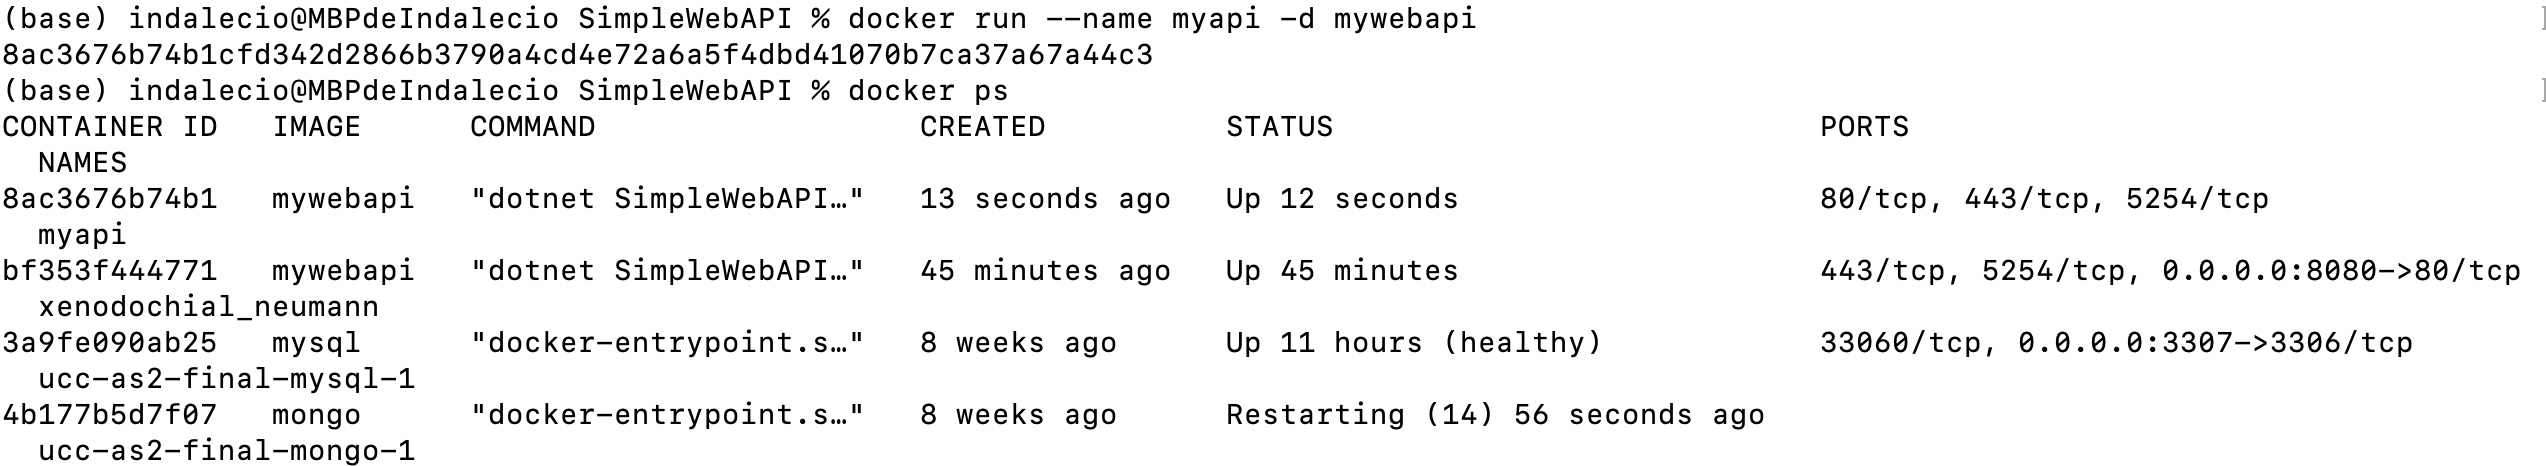 (base) indalecio@MBPdeIndalecio SimpleWebAPI % docker run --name myapi -d mywebapi
8ac3676b74b1cfd342d2866b3790a4cd4e72a6a5f4dbd41070b7ca37a67a44c3
(base) indalecio@MBPdeIndalecio SimpleWebAPI % docker ps
CONTAINER ID   IMAGE      COMMAND                  CREATED          STATUS                           PORTS
  NAMES
8ac3676b74b1   mywebapi   "dotnet SimpleWebAPI…"   13 seconds ago   Up 12 seconds                    80/tcp, 443/tcp, 5254/tcp
  myapi
bf353f444771   mywebapi   "dotnet SimpleWebAPI…"   45 minutes ago   Up 45 minutes                    443/tcp, 5254/tcp, 0.0.0.0:8080->80/tcp
  xenodochial_neumann
3a9fe090ab25   mysql      "docker-entrypoint.s…"   8 weeks ago      Up 11 hours (healthy)            33060/tcp, 0.0.0.0:3307->3306/tcp
  ucc-as2-final-mysql-1
4b177b5d7f07   mongo      "docker-entrypoint.s…"   8 weeks ago      Restarting (14) 56 seconds ago
  ucc-as2-final-mongo-1